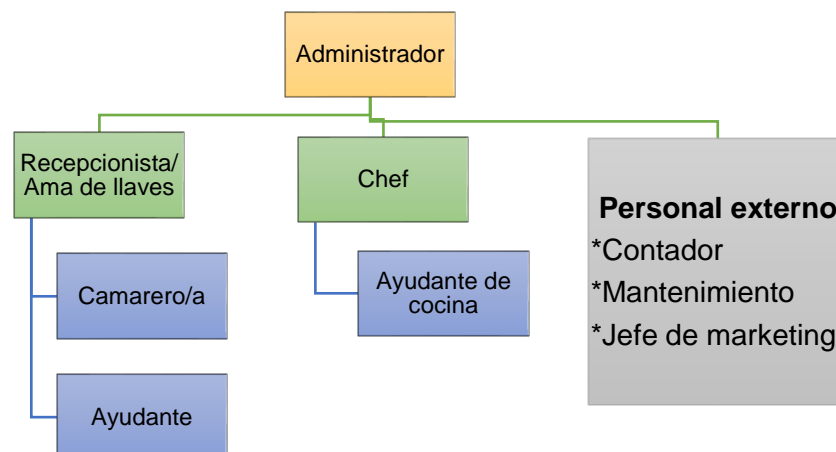 Administrador
Recepcionista/
Ama de llaves
Chef
Personal externo
*Contador
*Mantenimiento
*Jefe de marketing
Camarero/a
Ayudante de
cocina
Ayudante